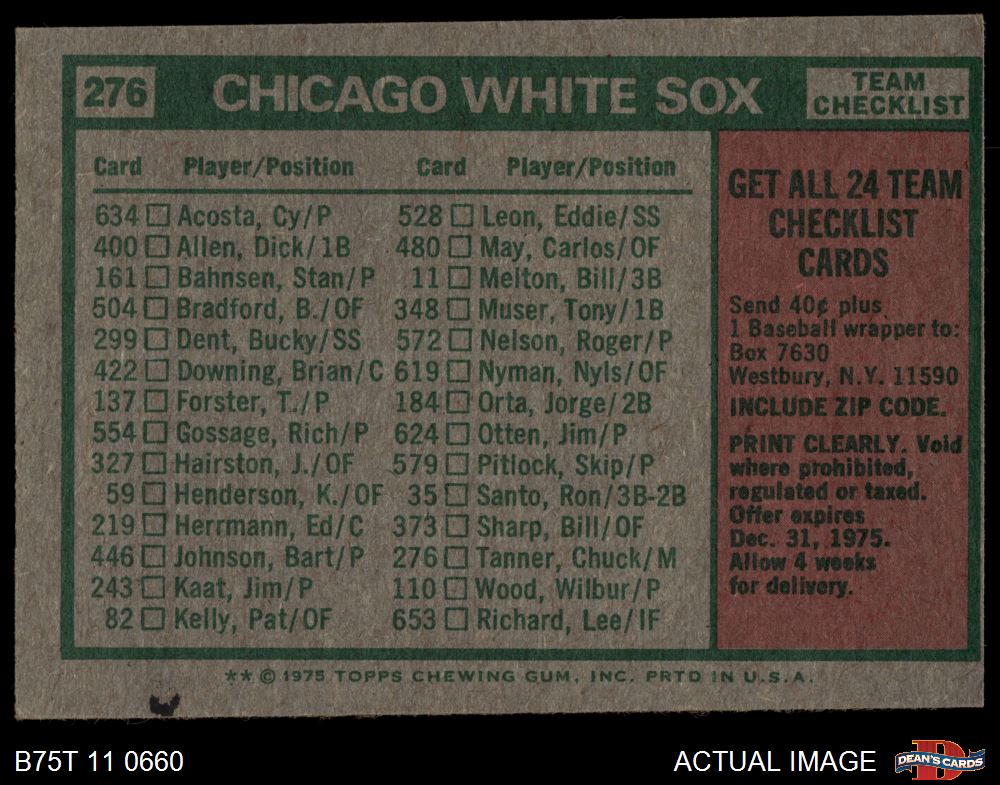 276 CHICAGO WHITE SOX TEAM CHECKLIST
Card Player/Position Card Player/Position
634 Acosta, Cy/P 528 Leon, Eddie/SS
400 Allen, Dick/1B 480 May, Carlos/OF
161 Bahnsen, Stan/P 11 Melton, Bill/3B
504 Bradford, B./OF 348 Muser, Tony/1B
299 Dent, Bucky/SS 572 Nelson, Roger/P
422 Downing, Brian/C 619 Nyman, Nyls/OF
137 Forster, T./P 184 Orta, Jorge/2B
554 Gossage, Rich/P 624 Otten, Jim/P
327 Hairston, J./OF 579 Pitlock, Skip/P
59 Henderson, K./OF 35 Santo, Ron/3B-2B
219 Herrmann, Ed/C 373 Sharp, Bill/OF
446 Johnson, Bart/P 276 Tanner, Chuck/M
243 Kaat, Jim/P 110 Wood, Wilbur/P
82 Kelly, Pat/OF 653 Richard, Lee/IF
GET ALL 24 TEAM
CHECKLIST
CARDS
Send 40¢ plus
1 Baseball wrapper to:
Box 7630
Westbury, N.Y. 11590
INCLUDE ZIP CODE.
PRINT CLEARLY. Void
where prohibited,
regulated or taxed.
Offer expires
Dec. 31, 1975.
Allow 4 weeks
for delivery.
** © 1975 TOPPS CHEWING GUM, INC. PRTD IN U.S.A.
B75T 11 0660 ACTUAL IMAGE DEAN'S CARDS